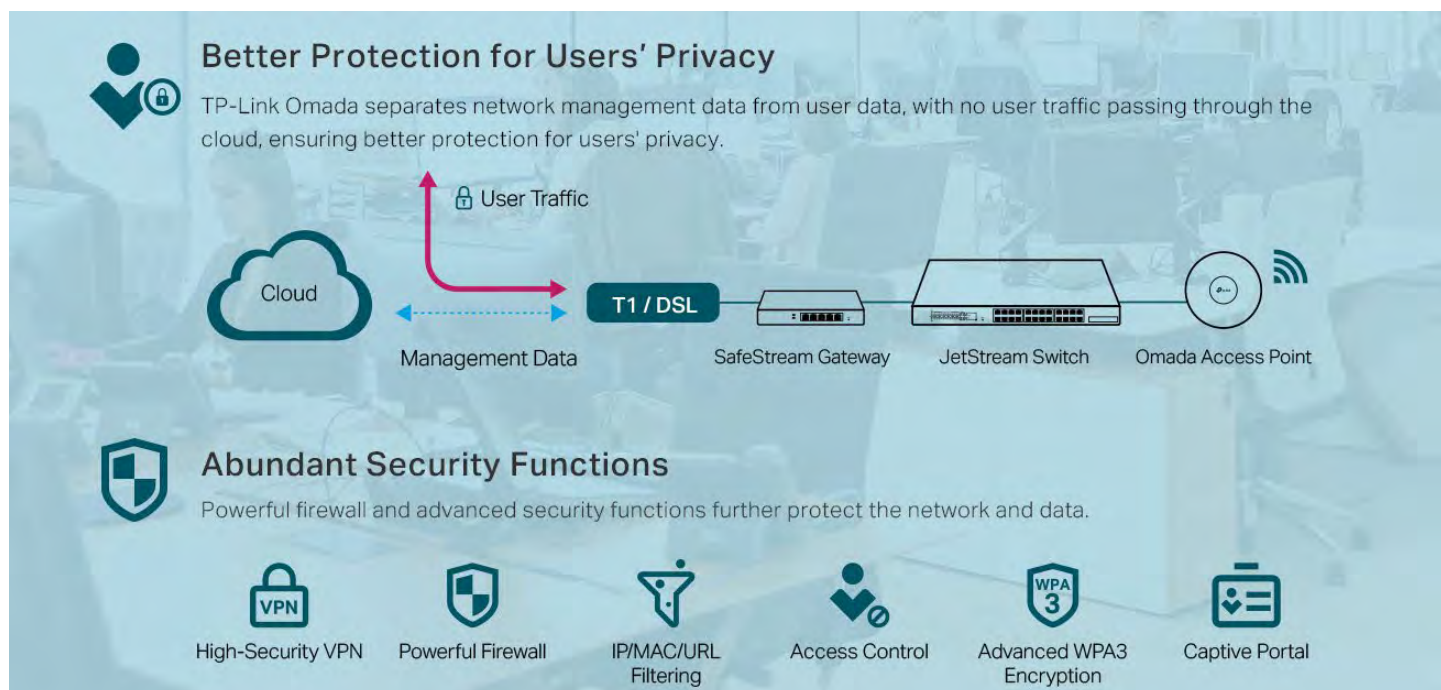 Better Protection for Users' Privacy
TP-Link Omada separates network management data from user data, with no user traffic passing through the
cloud, ensuring better protection for users' privacy.
User Traffic
Cloud
T1 / DSL
Management Data
SafeStream Gateway
JetStream Switch
Omada Access Point
Abundant Security Functions
Powerful firewall and advanced security functions further protect the network and data.
VPN
WPA
3
High-Security VPN
Powerful Firewall
IP/MAC/URL
Filtering
Access Control
Advanced WPA3
Encryption
Captive Portal